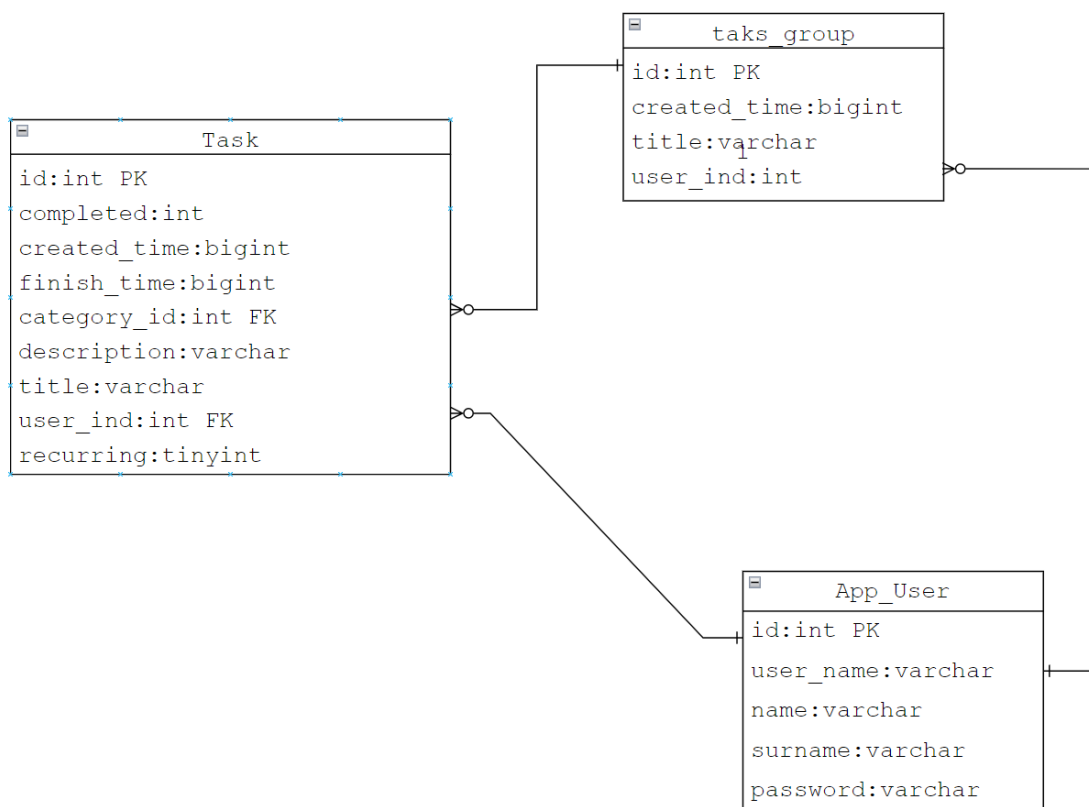 taks_group
id:int PK
created_time:bigint
title:varchar
user_ind:int
Task
id:int PK
completed:int
created_time:bigint
finish_time:bigint
category_id:int FK
description:varchar
title:varchar
user_ind:int FK
recurring:tinyint
App_User
id:int PK
user_name:varchar
name:varchar
surname:varchar
password:varchar